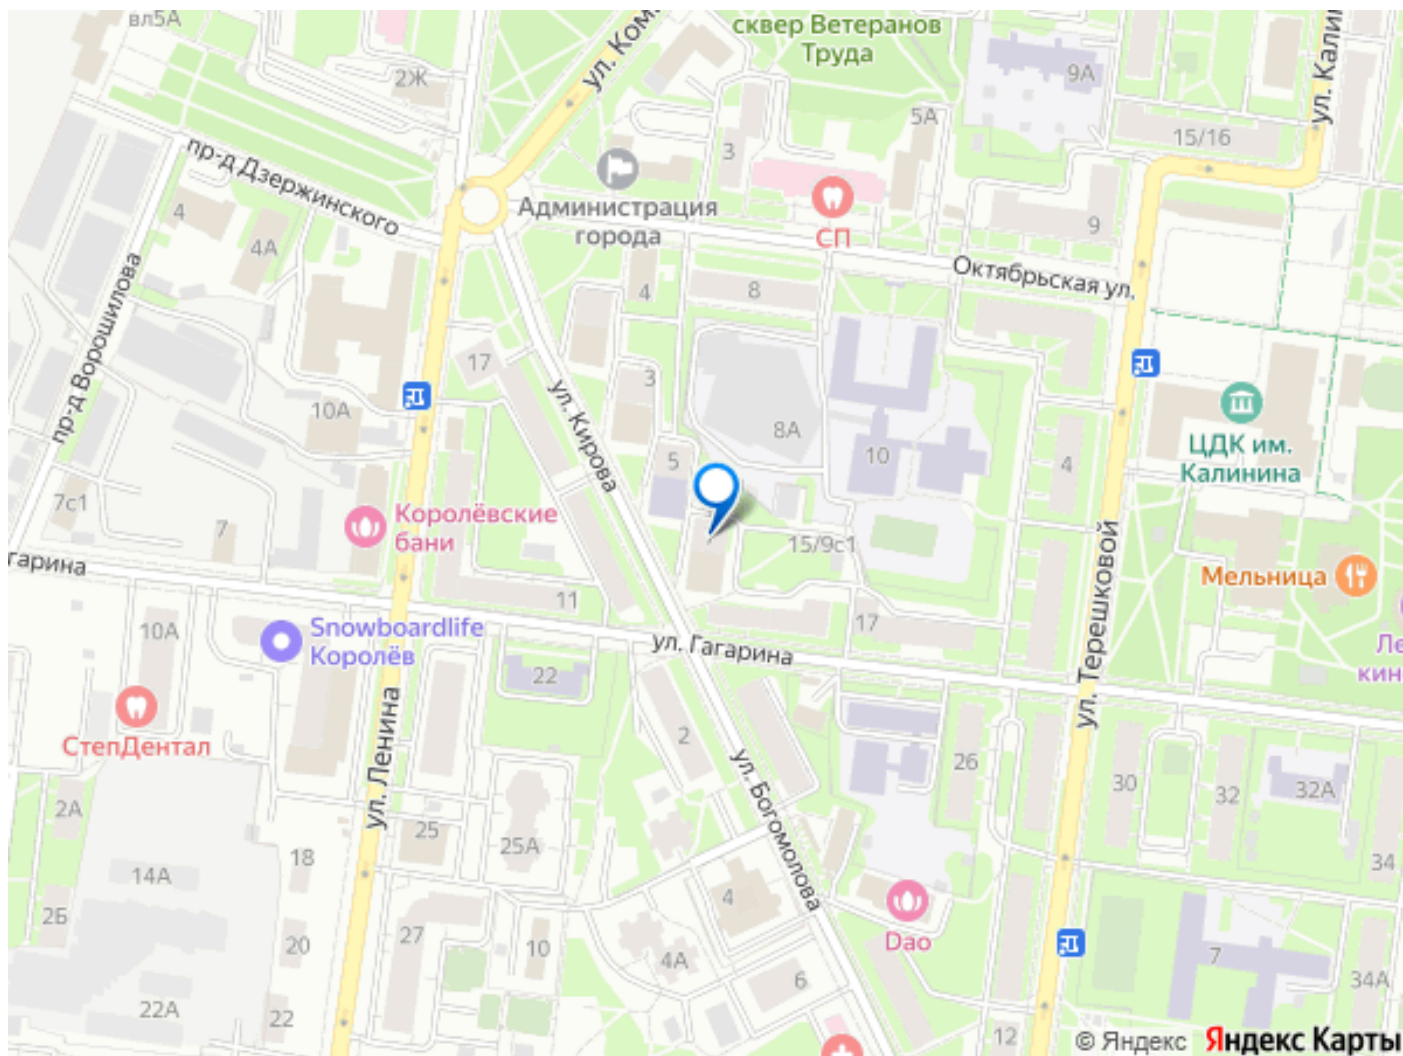 вл5А
2Ж
ул. Ком
сквер Ветеранов
Труда
9А
ул. Кали
5А
15/16
3
пр-д Дзержинского
4
4А
Администрация
города
СП
9
Октябрьская ул.
пр-д Ворошилова
4
8
17
3
ул. Кирова
10А
8А
10
4
ЦДК им.
Калинина
5
7с1
7
Королёвские
бани
15/9с1
гарина
Мельница
11
17
ул. Терешковой
10А
Snowboardlife
Королёв
ул. Гагарина
Ле
кин
22
СтепДентал
ул. Ленина
2
ул. Богомолова
26
30
32
32А
2А
25
25А
18
14А
34
4
2Б
20
27
10
4А
Dao
7
6
34А
22А
22
12
© Яндекс Яндекс Карты